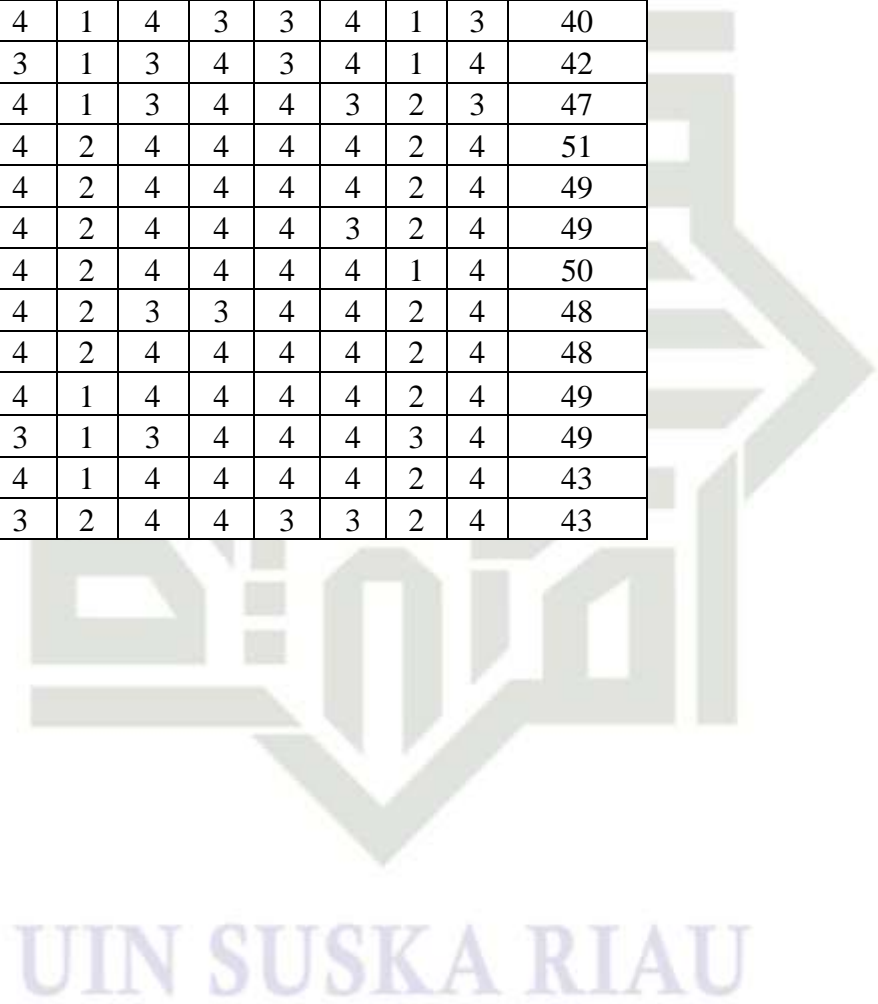 4 1 4 3 3 4 1 3 40
3 1 3 4 3 4 1 4 42
4 1 3 4 4 3 2 3 47
4 2 4 4 4 4 2 4 51
4 2 4 4 4 4 2 4 49
4 2 4 4 4 3 2 4 49
4 2 4 4 4 4 1 4 50
4 2 3 3 4 4 2 4 48
4 2 4 4 4 4 2 4 48
4 1 4 4 4 4 2 4 49
3 1 3 4 4 4 3 4 49
4 1 4 4 4 4 2 4 43
3 2 4 4 3 3 2 4 43
UIN SUSKA RIAU